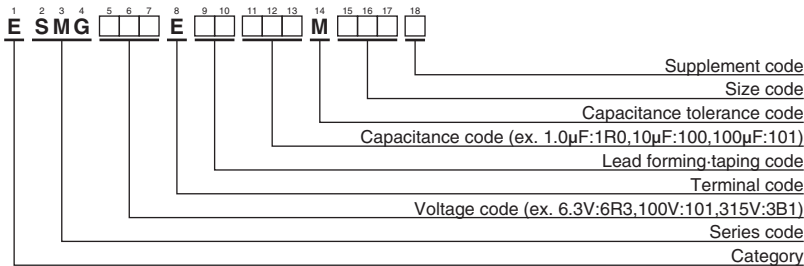 1 2 3 4 5 6 7 8 9 10 11 12 13 14 15 16 17 18
E SMG E M
Supplement code
Size code
Capacitance tolerance code
Capacitance code (ex. 1.0μF:1R0,10μF:100,100μF:101)
Lead forming·taping code
Terminal code
Voltage code (ex. 6.3V:6R3,100V:101,315V:3B1)
Series code
Category